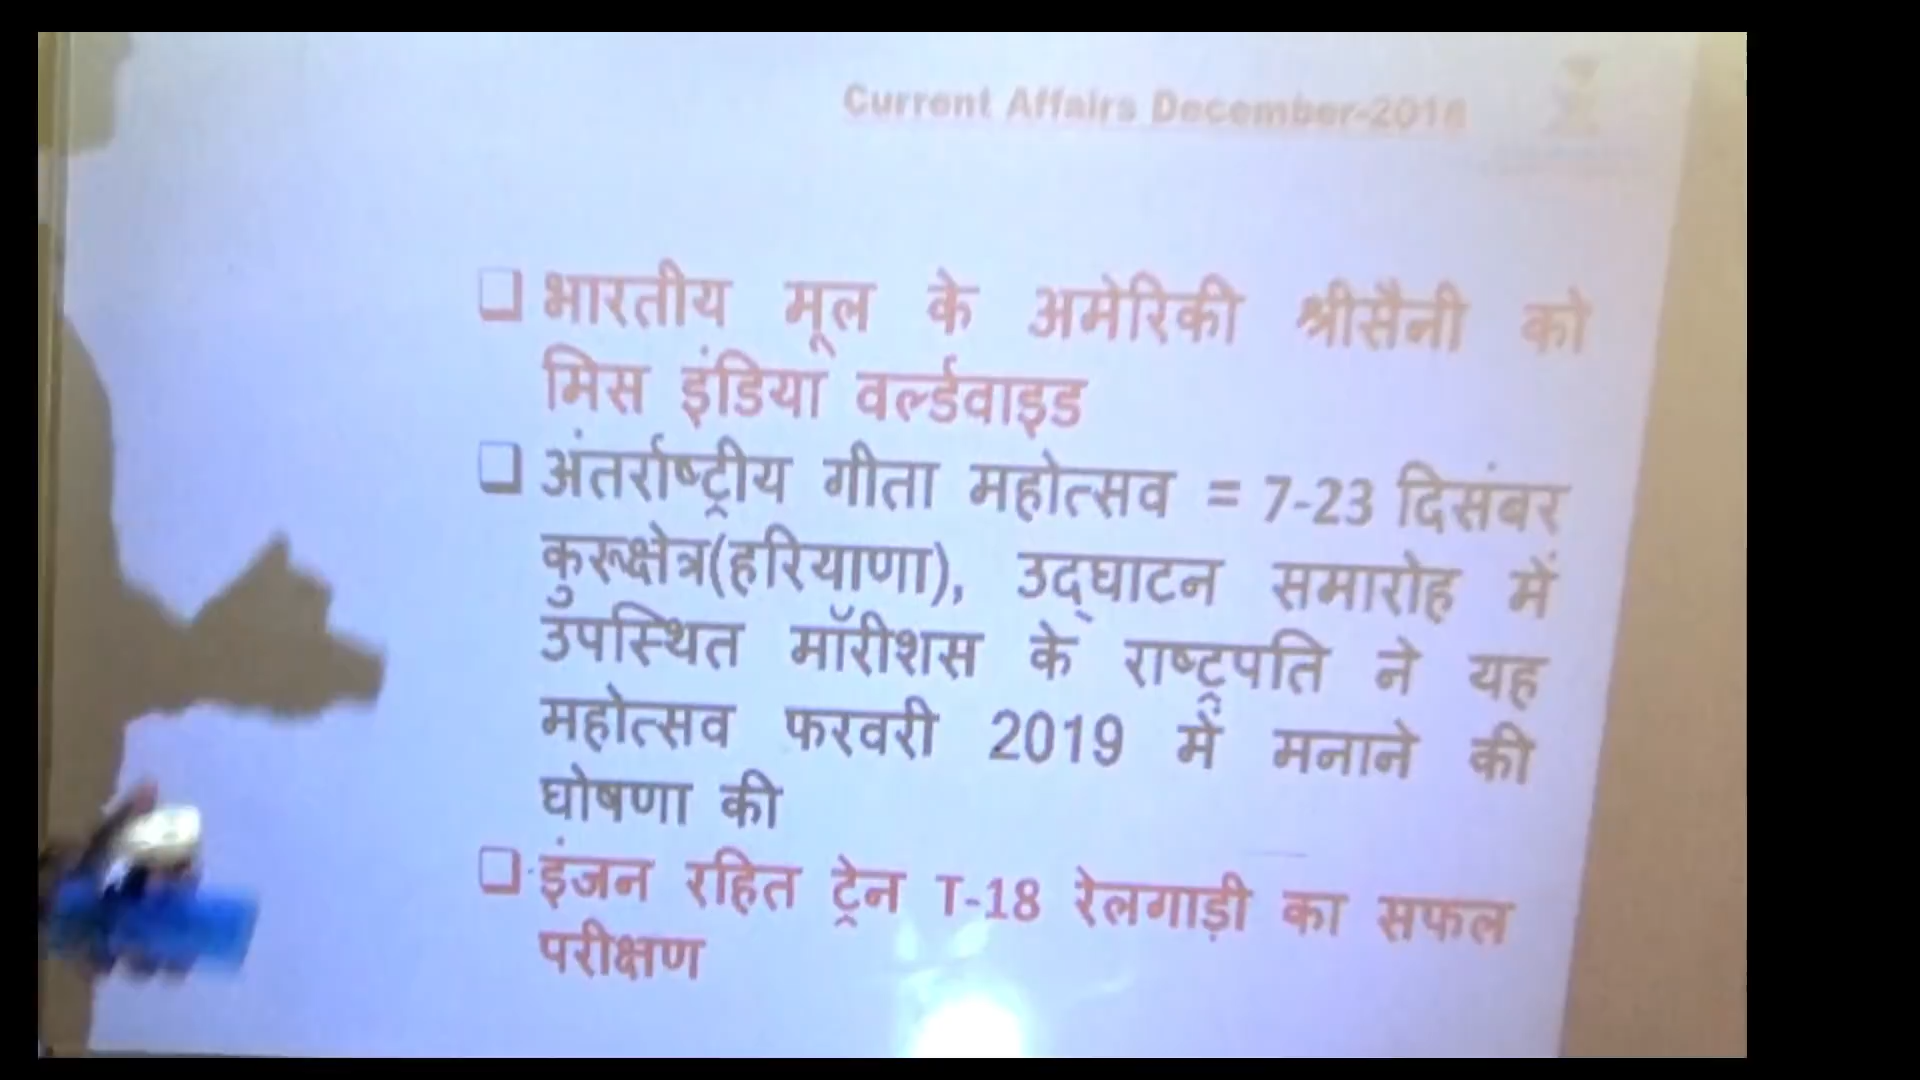 Current Affairs December-2018
भारतीय मूल के अमेरिकी श्रीसैनी को
मिस इंडिया वर्ल्डवाइड
अंतर्राष्ट्रीय गीता महोत्सव = 7-23 दिसंबर
कुरूक्षेत्र(हरियाणा), उद्घाटन समारोह में
उपस्थित मॉरीशस के राष्ट्रपति ने यह
महोत्सव फरवरी 2019 में मनाने की
घोषणा की
इंजन रहित ट्रेन T-18 रेलगाड़ी का सफल
परीक्षण